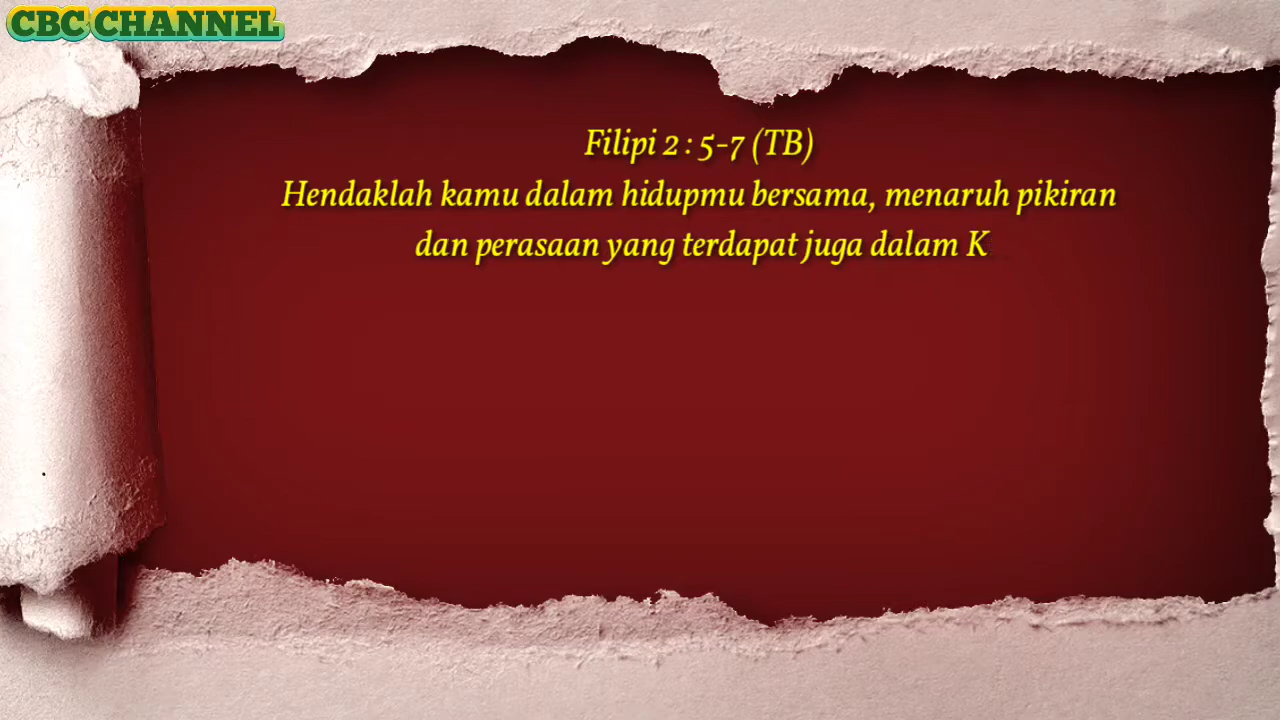 CBC CHANNEL
Filipi 2 : 5-7 (TB)
Hendaklah kamu dalam hidupmu bersama, menaruh pikiran
dan perasaan yang terdapat juga dalam K